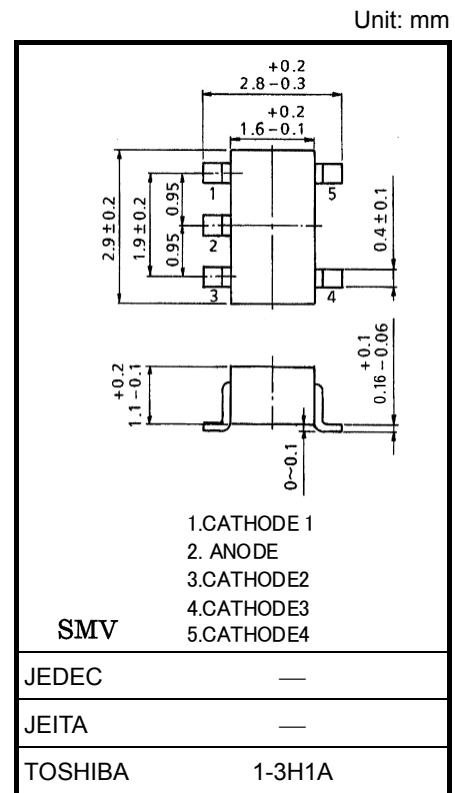 Unit: mm
+0.2
2.8−0.3
+0.2
1.6−0.1
1
5
2
3
4
2.9±0.2
1.9±0.2
0.95
0.95
0.4±0.1
+0.2
1.1−0.1
+0.1
0.16−0.06
0~0.1
1.CATHODE 1
2. ANODE
3.CATHODE2
4.CATHODE3
SMV 5.CATHODE4
JEDEC —
JEITA —
TOSHIBA 1-3H1A